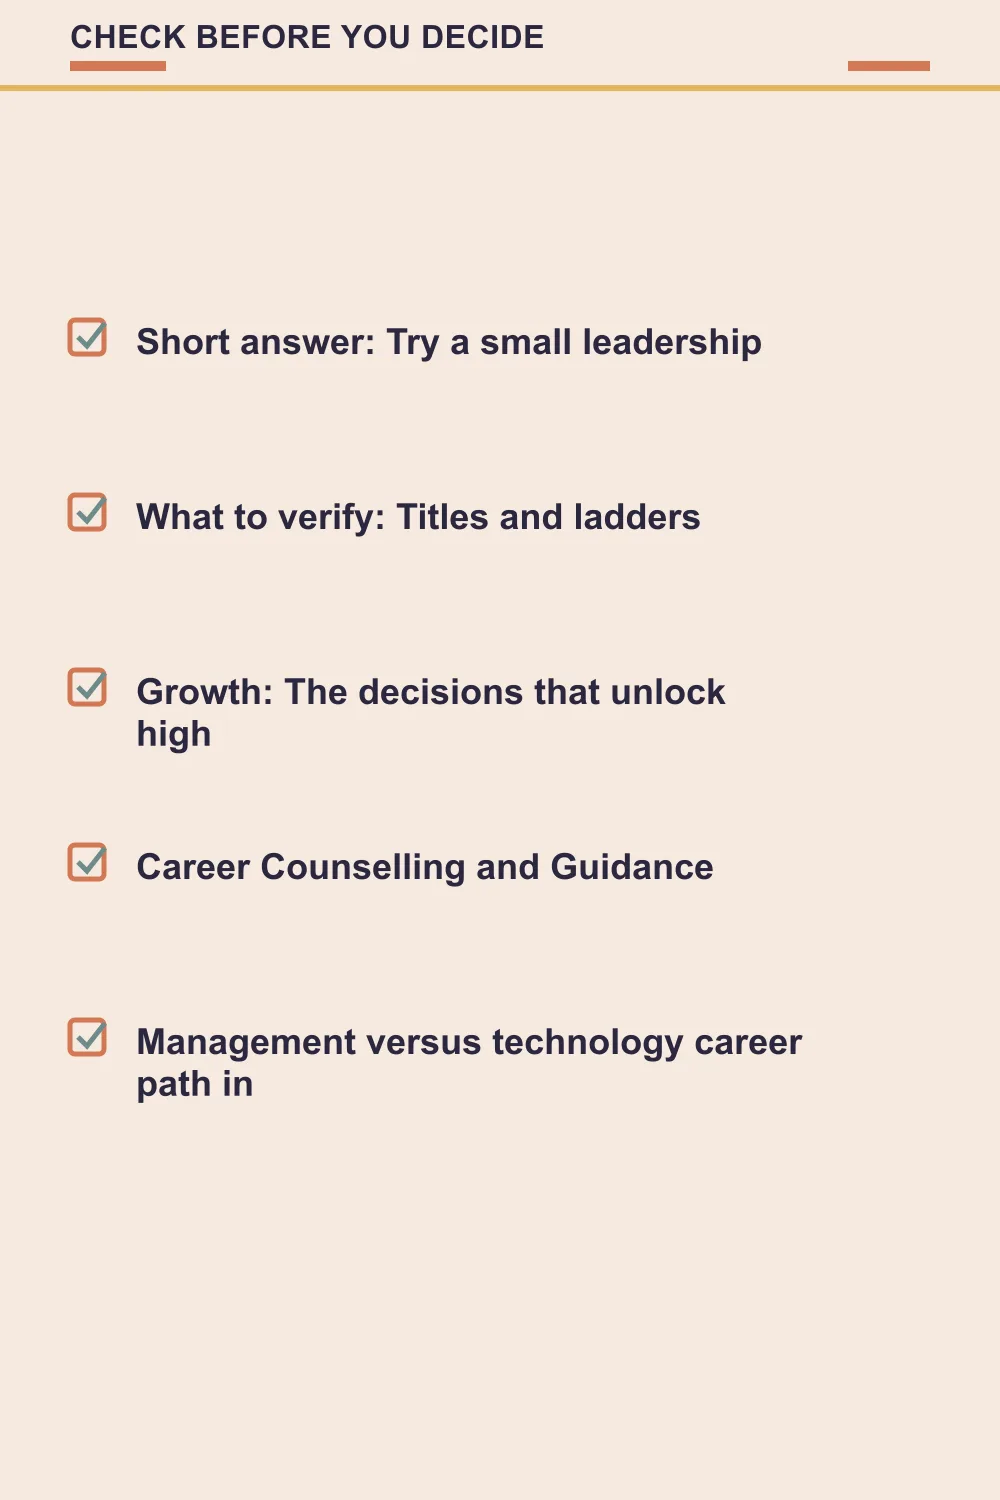 CHECK BEFORE YOU DECIDE
Short answer: Try a small leadership
What to verify: Titles and ladders
Growth: The decisions that unlock
high
Career Counselling and Guidance
Management versus technology career
path in